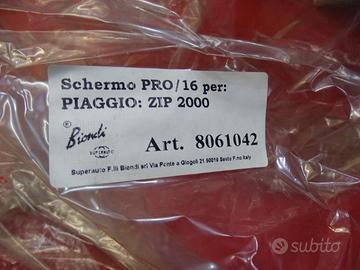 Schermo PRO/16 per:
PIAGGIO: ZIP 2000
®
Biondi
SUPERAUTO
Art. 8061042
Superauto F.lli Biondi srl Via Ponte a Giogoli 21 50019 Sesto F.no Italy
subito